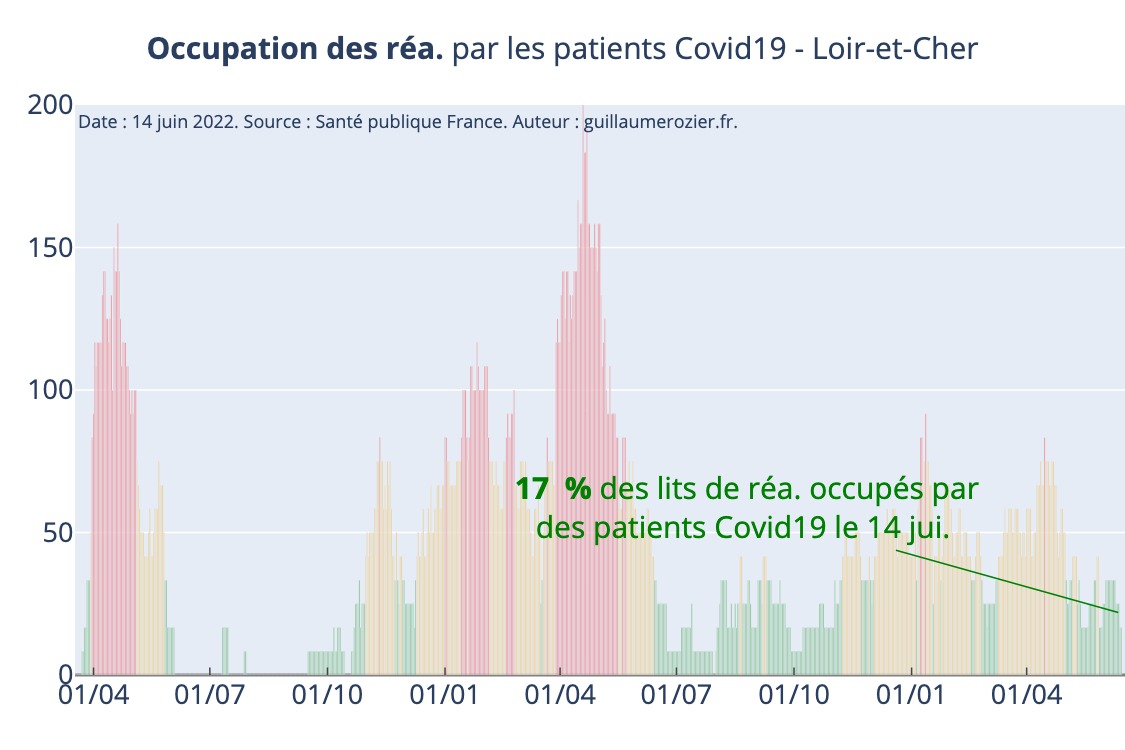 Occupation des réa. par les patients Covid19 - Loir-et-Cher
200
Date : 14 juin 2022. Source : Santé publique France. Auteur : guillaumerozier.fr.
150
100
17 % des lits de réa. occupés par
des patients Covid19 le 14 jui.
50
0
01/04 01/07 01/10 01/01 01/04 01/07 01/10 01/01 01/04